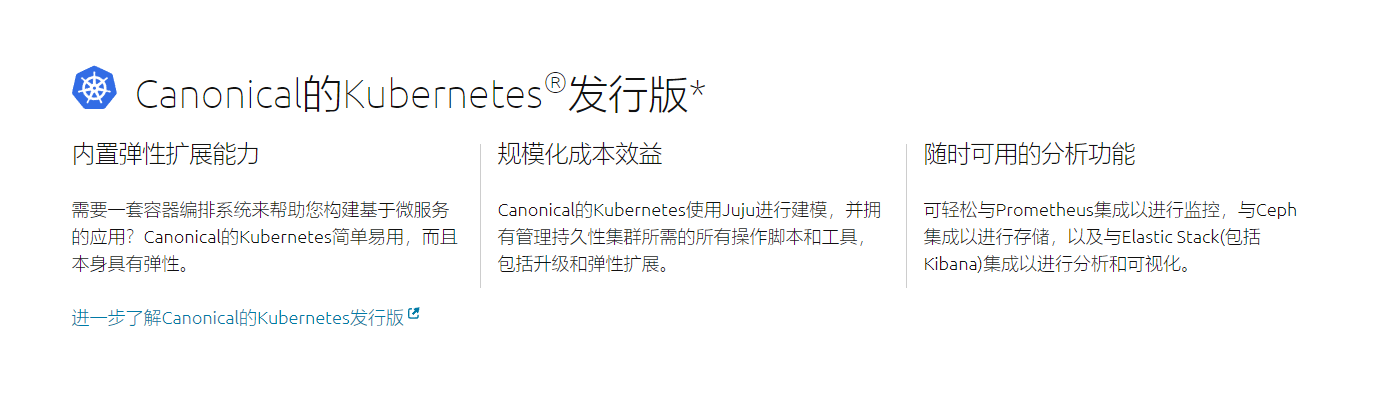 Canonical的Kubernetes®发行版*
内置弹性扩展能力
需要一套容器编排系统来帮助您构建基于微服务
的应用？Canonical的Kubernetes简单易用，而且
本身具有弹性。
进一步了解Canonical的Kubernetes发行版
规模化成本效益
Canonical的Kubernetes使用Juju进行建模，并拥
有管理持久性集群所需的所有操作脚本和工具，
包括升级和弹性扩展。
随时可用的分析功能
可轻松与Prometheus集成以进行监控，与Ceph
集成以进行存储，以及与Elastic Stack(包括
Kibana)集成以进行分析和可视化。